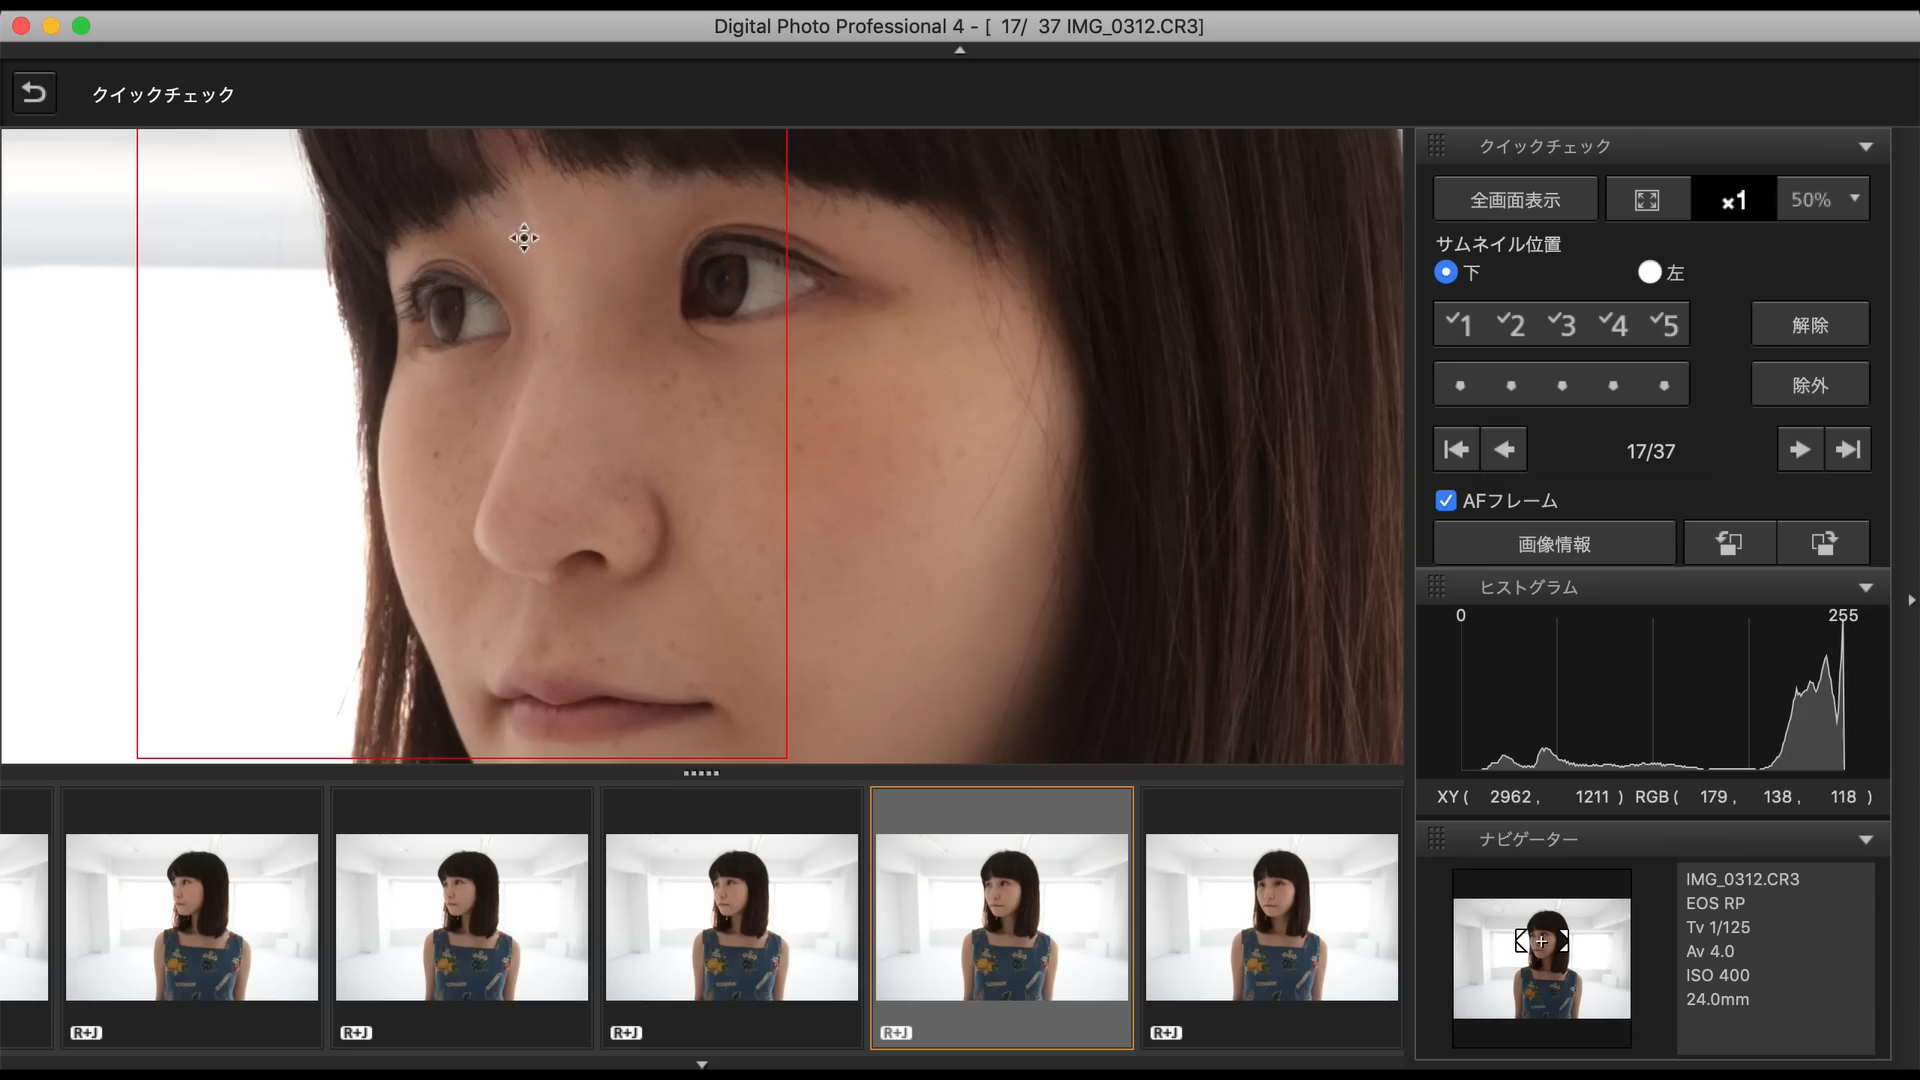 Digital Photo Professional 4 - [  17/  37 IMG_0312.CR3]
クイックチェック
クイックチェック
全画面表示 ×1 50%
サムネイル位置
下 左
1 2 3 4 5 解除
除外
17/37
AFフレーム
画像情報
ヒストグラム
0 255
XY ( 2962 , 1211 ) RGB ( 179 , 138 , 118 )
ナビゲーター
IMG_0312.CR3
EOS RP
Tv 1/125
Av 4.0
ISO 400
24.0mm
R+J R+J R+J R+J R+J